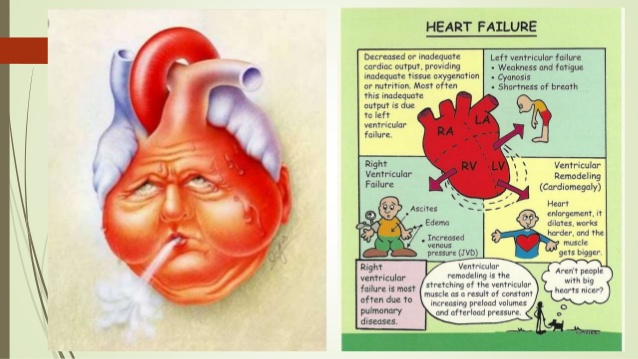 HEART FAILURE
Decreased or inadequate
cardiac output, providing
inadequate tissue oxygenation
or nutrition. Most often
this inadequate
output is due
to left
ventricular
failure.
Left ventricular failure
• Weakness and fatigue
• Cyanosis
• Shortness of breath
RA
LA
RV
LV
Right
Ventricular
Failure
Ascites
Edema
• Increased
venous
pressure (JVD)
Ventricular
Remodeling
(Cardiomegaly)
Heart
enlargement, it
dilates, works
harder, and the
muscle
gets bigger.
Right
ventricular
failure is most
often due to
pulmonary
diseases.
Ventricular
remodeling is the
stretching of the ventricular
muscle as a result of constant
increasing preload volumes
and afterload pressure.
Aren't people
with big
hearts nicer?